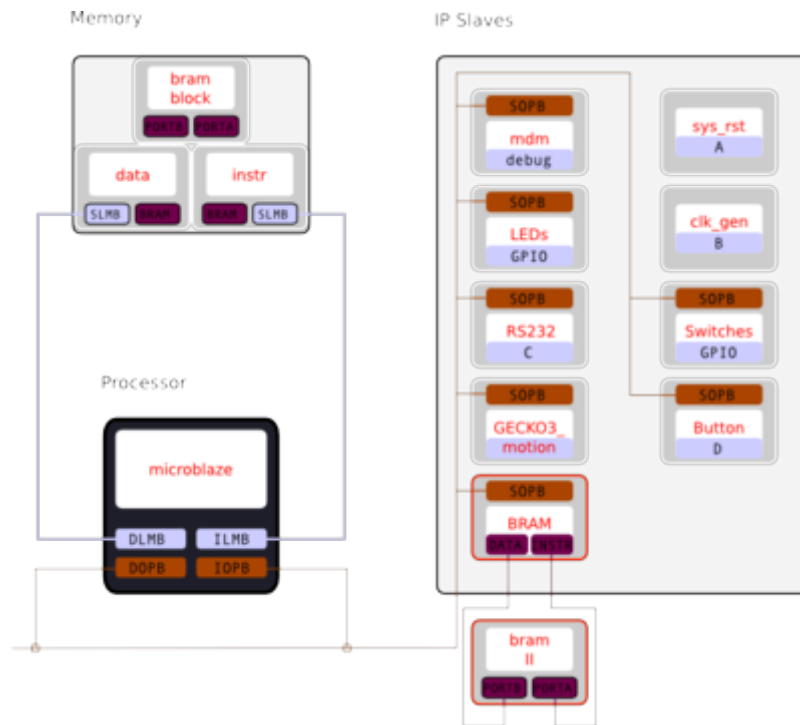 Memory
IP Slaves
bram
block
PORTB PORTA
data
instr
SLMB BRAM
BRAM SLMB
SOPB
mdm
debug
sys_rst
A
SOPB
LEDs
GPIO
clk_gen
B
SOPB
RS232
C
SOPB
Switches
GPIO
Processor
microblaze
DLMB ILMB
DOPB IOPB
SOPB
GECKO3_
motion
SOPB
Button
D
SOPB
BRAM
DATA INSTR
bram
II
PORTB PORTA